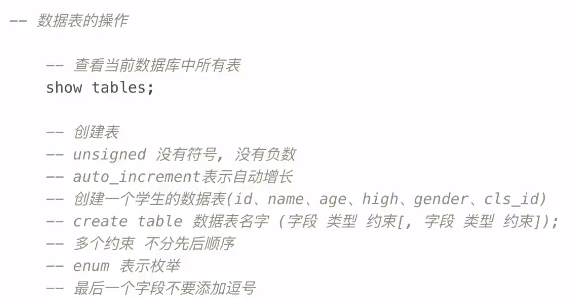 -- 数据表的操作
-- 查看当前数据库中所有表
show tables;
-- 创建表
-- unsigned 没有符号, 没有负数
-- auto_increment表示自动增长
-- 创建一个学生的数据表(id、name、age、high、gender、cls_id)
-- create table 数据表名字 (字段 类型 约束[, 字段 类型 约束]);
-- 多个约束 不分先后顺序
-- enum 表示枚举
-- 最后一个字段不要添加逗号